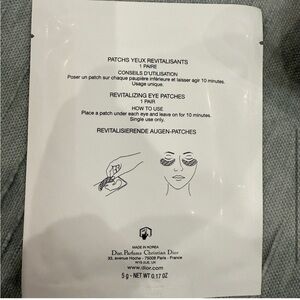 PATCHS YEUX REVITALISANTS
1 PAIRE
CONSEILS D'UTILISATION
Poser un patch sur chaque paupière inférieure et laisser agir 10 minutes.
Usage unique.
REVITALIZING EYE PATCHES
1 PAIR
HOW TO USE
Place a patch under each eye and leave on for 10 minutes.
Single use only.
REVITALISIERENDE AUGEN-PATCHES
MADE IN KOREA
Dist. Parfums Christian Dior
33, avenue Hoche - 75008 Paris - France
www.dior.com
5 g - NET WT 0.17 OZ